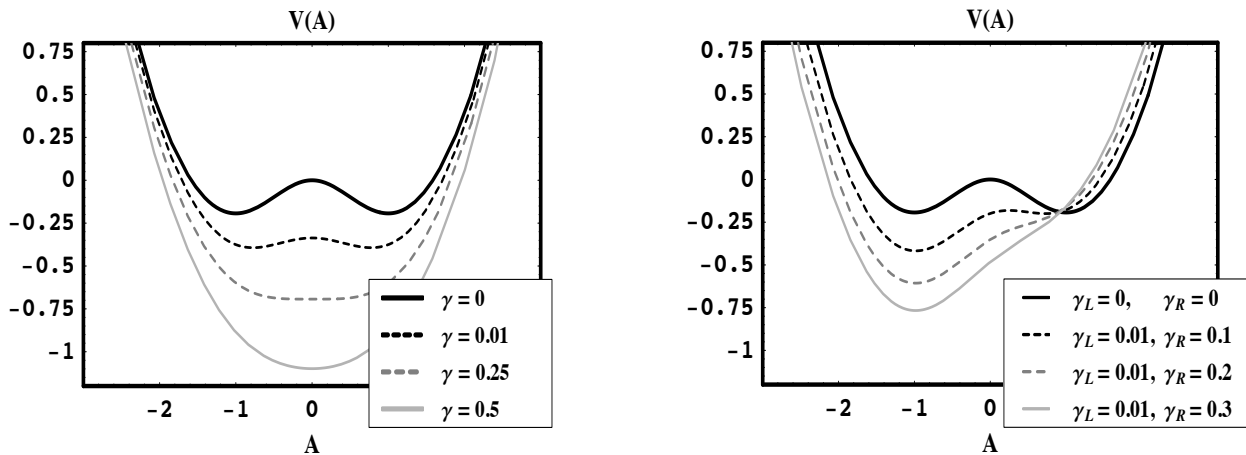 V(A)
0.75
0.5
0.25
0
−0.25
−0.5
−0.75
−1
−2
−1
0
A
γ = 0
γ = 0.01
γ = 0.25
γ = 0.5
V(A)
0.75
0.5
0.25
0
−0.25
−0.5
−0.75
−1
−2
−1
0
A
γL = 0, γR = 0
γL = 0.01, γR = 0.1
γL = 0.01, γR = 0.2
γL = 0.01, γR = 0.3